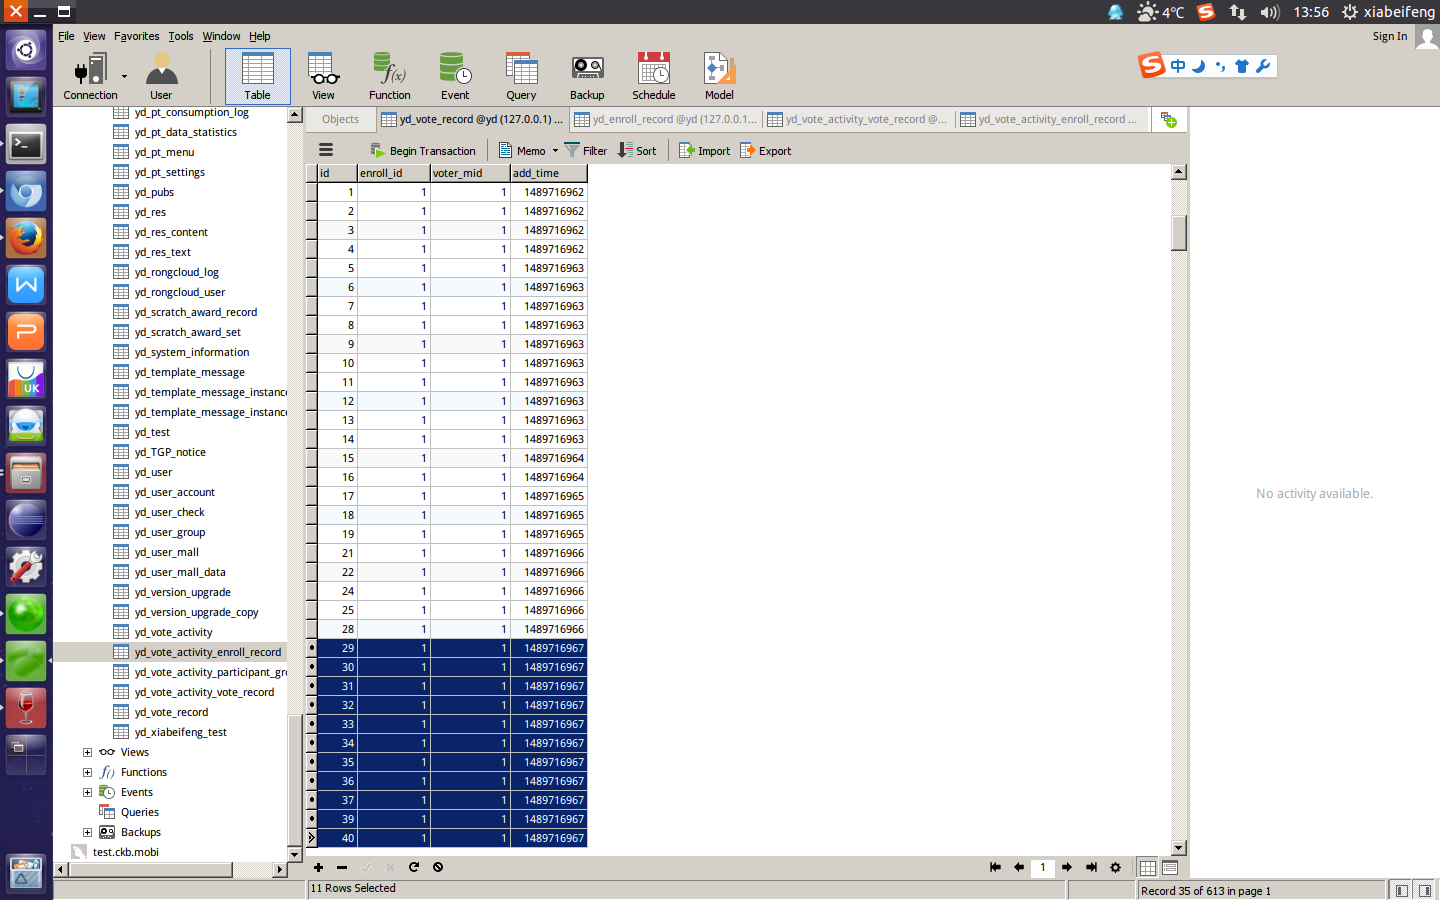 4℃
13:56
xiabeifeng
File View Favorites Tools Window Help
Sign In
中
Connection User Table View Function Event Query Backup Schedule Model
Objects
yd_vote_record @yd (127.0.0.1) ...
yd_enroll_record @yd (127.0.0.1...
yd_vote_activity_vote_record @...
yd_vote_activity_enroll_record ...
Begin Transaction Memo Filter Sort Import Export
yd_pt_consumption_log
yd_pt_data_statistics
yd_pt_menu
yd_pt_settings
yd_pubs
yd_res
yd_res_content
yd_res_text
yd_rongcloud_log
yd_rongcloud_user
yd_scratch_award_record
yd_scratch_award_set
yd_system_information
yd_template_message
yd_template_message_instance
yd_template_message_instance
yd_test
yd_TGP_notice
yd_user
yd_user_account
yd_user_check
yd_user_group
yd_user_mall
yd_user_mall_data
yd_version_upgrade
yd_version_upgrade_copy
yd_vote_activity
yd_vote_activity_enroll_record
yd_vote_activity_participant_gr
yd_vote_activity_vote_record
yd_vote_record
yd_xiabeifeng_test
Views
Functions
Events
Queries
Backups
test.ckb.mobi
id enroll_id voter_mid add_time
1 1 1 1489716962
2 1 1 1489716962
3 1 1 1489716962
4 1 1 1489716962
5 1 1 1489716963
6 1 1 1489716963
7 1 1 1489716963
8 1 1 1489716963
9 1 1 1489716963
10 1 1 1489716963
11 1 1 1489716963
12 1 1 1489716963
13 1 1 1489716963
14 1 1 1489716963
15 1 1 1489716964
16 1 1 1489716964
17 1 1 1489716965
18 1 1 1489716965
19 1 1 1489716965
21 1 1 1489716966
22 1 1 1489716966
24 1 1 1489716966
25 1 1 1489716966
28 1 1 1489716966
29 1 1 1489716967
30 1 1 1489716967
31 1 1 1489716967
32 1 1 1489716967
33 1 1 1489716967
34 1 1 1489716967
35 1 1 1489716967
36 1 1 1489716967
37 1 1 1489716967
39 1 1 1489716967
40 1 1 1489716967
No activity available.
1
11 Rows Selected
Record 35 of 613 in page 1
UK